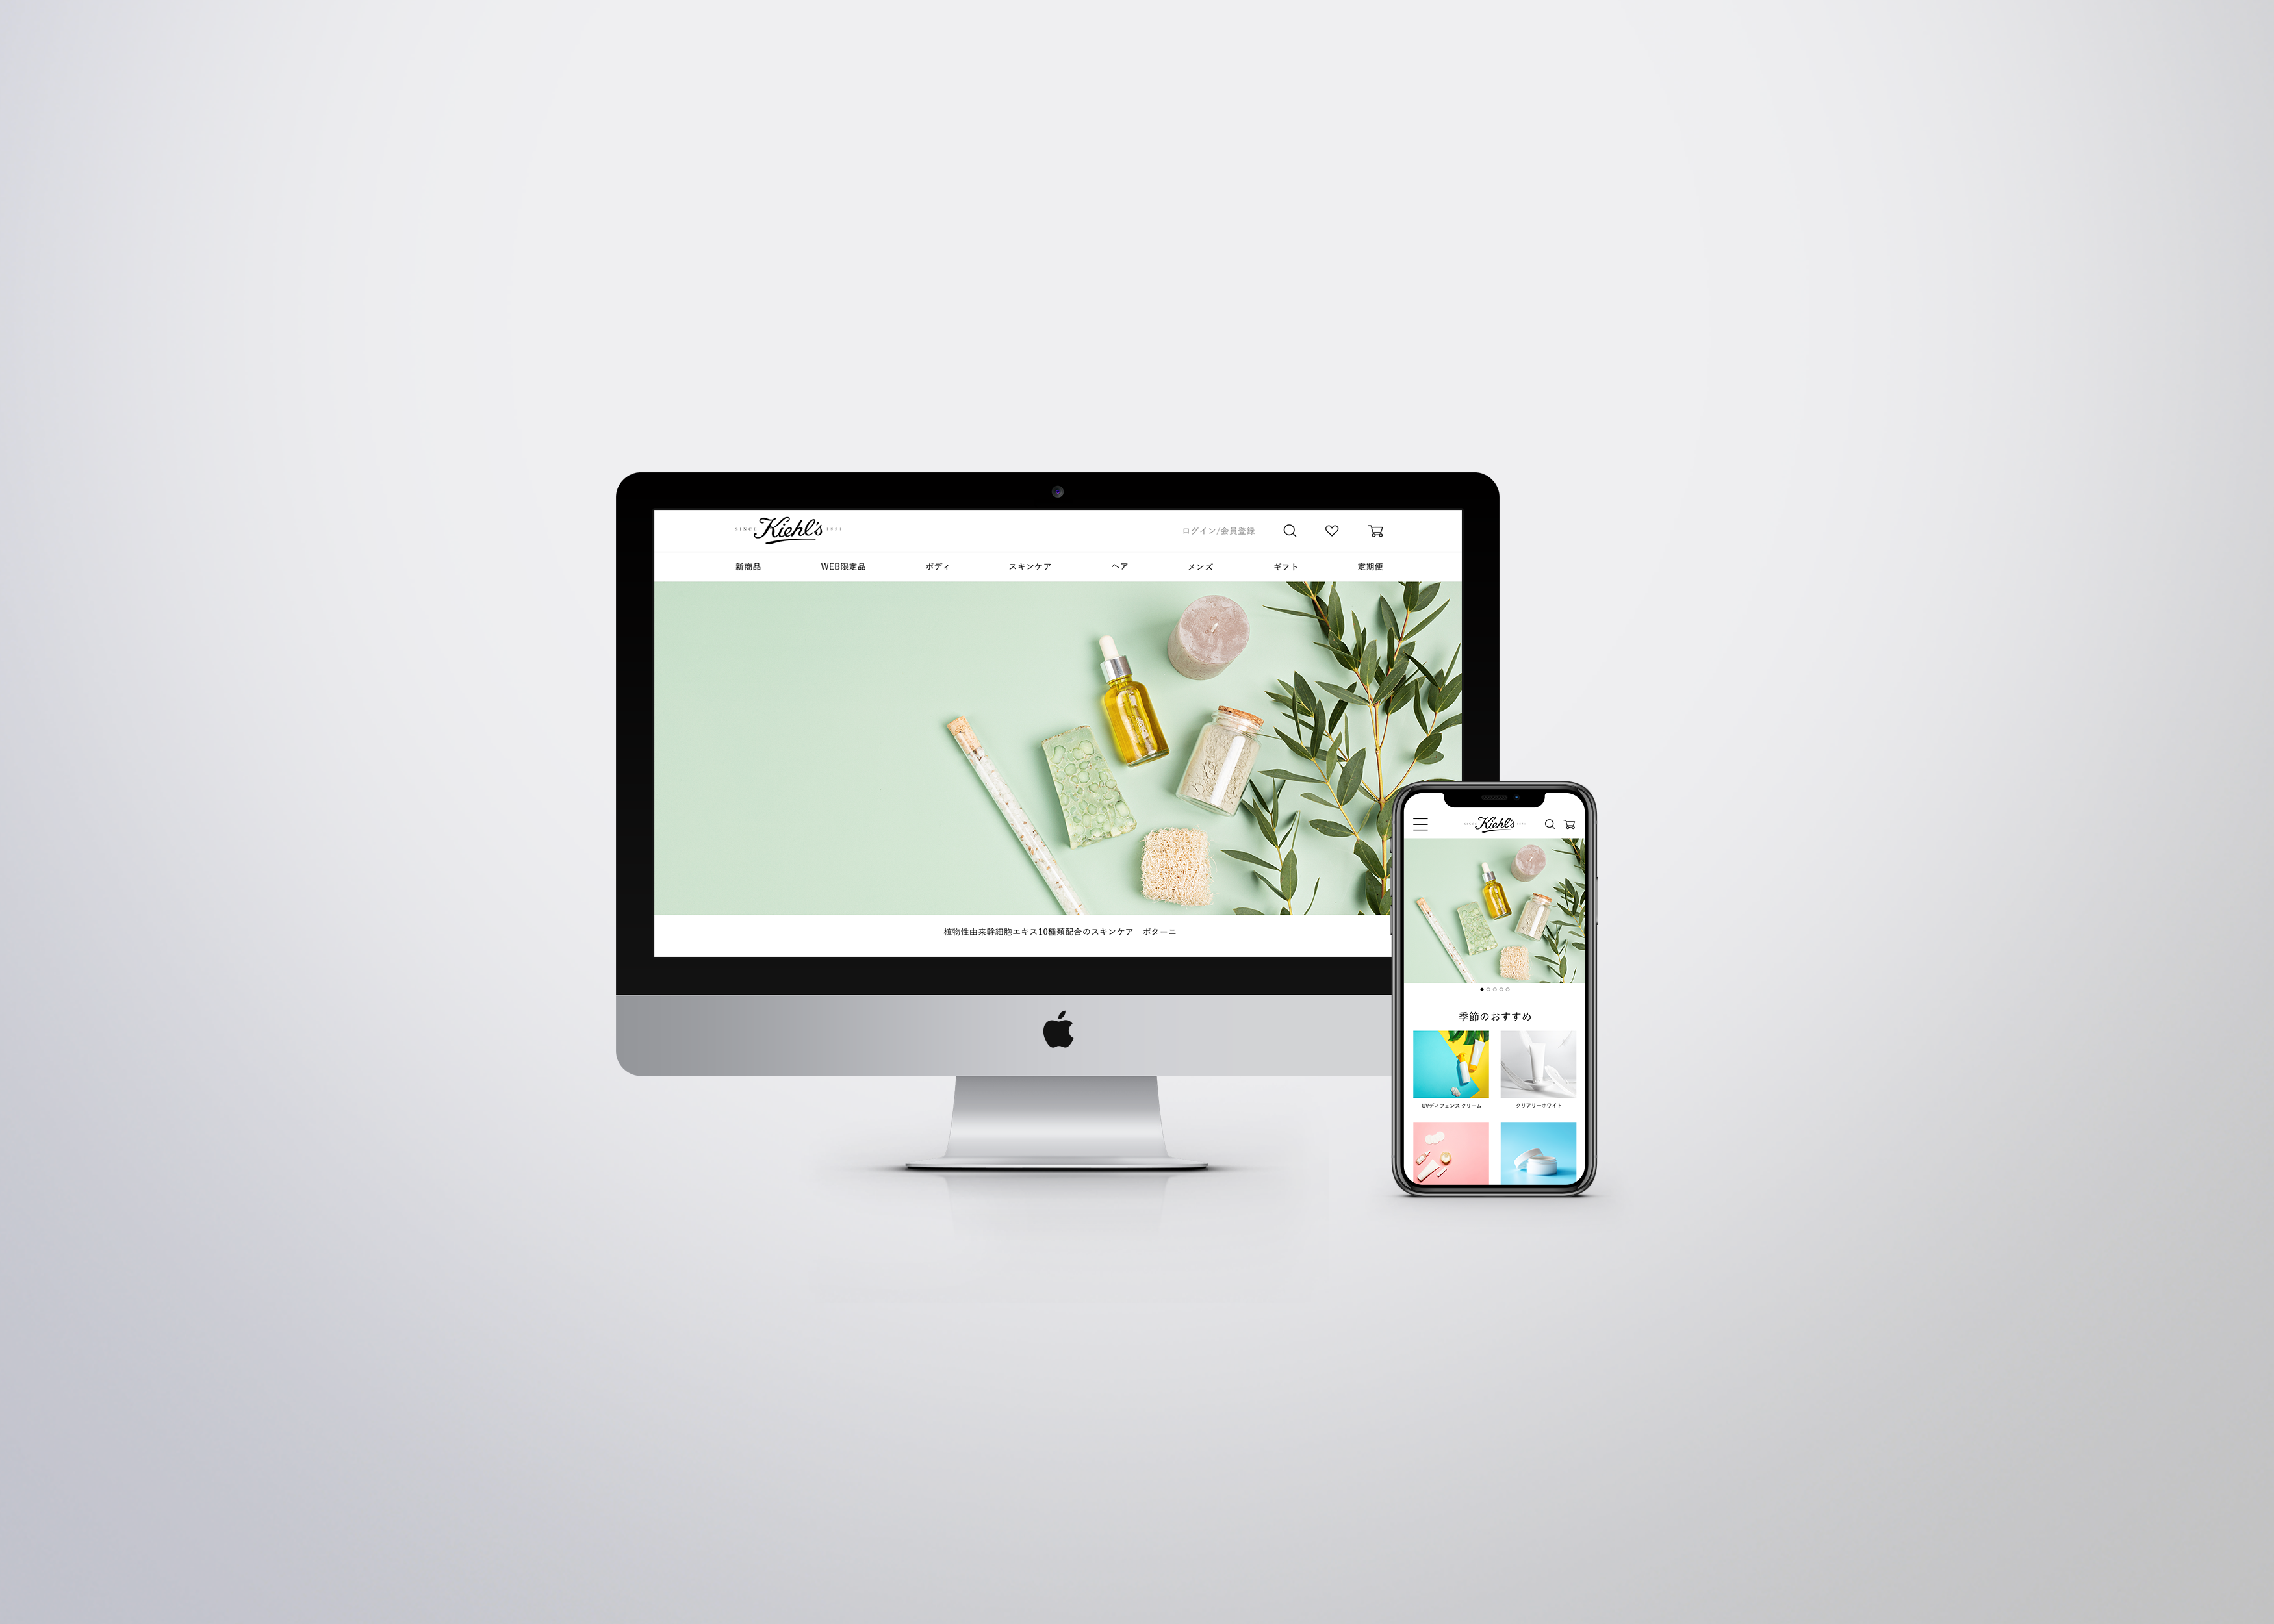 SINCE Kiehl's 1851
ログイン/会員登録
新商品 WEB限定品 ボディ スキンケア ヘア メンズ ギフト 定期便
植物性由来幹細胞エキス10種類配合のスキンケア　ボターニ
Kiehl's
季節のおすすめ
UVディフェンス クリーム クリアリーホワイト